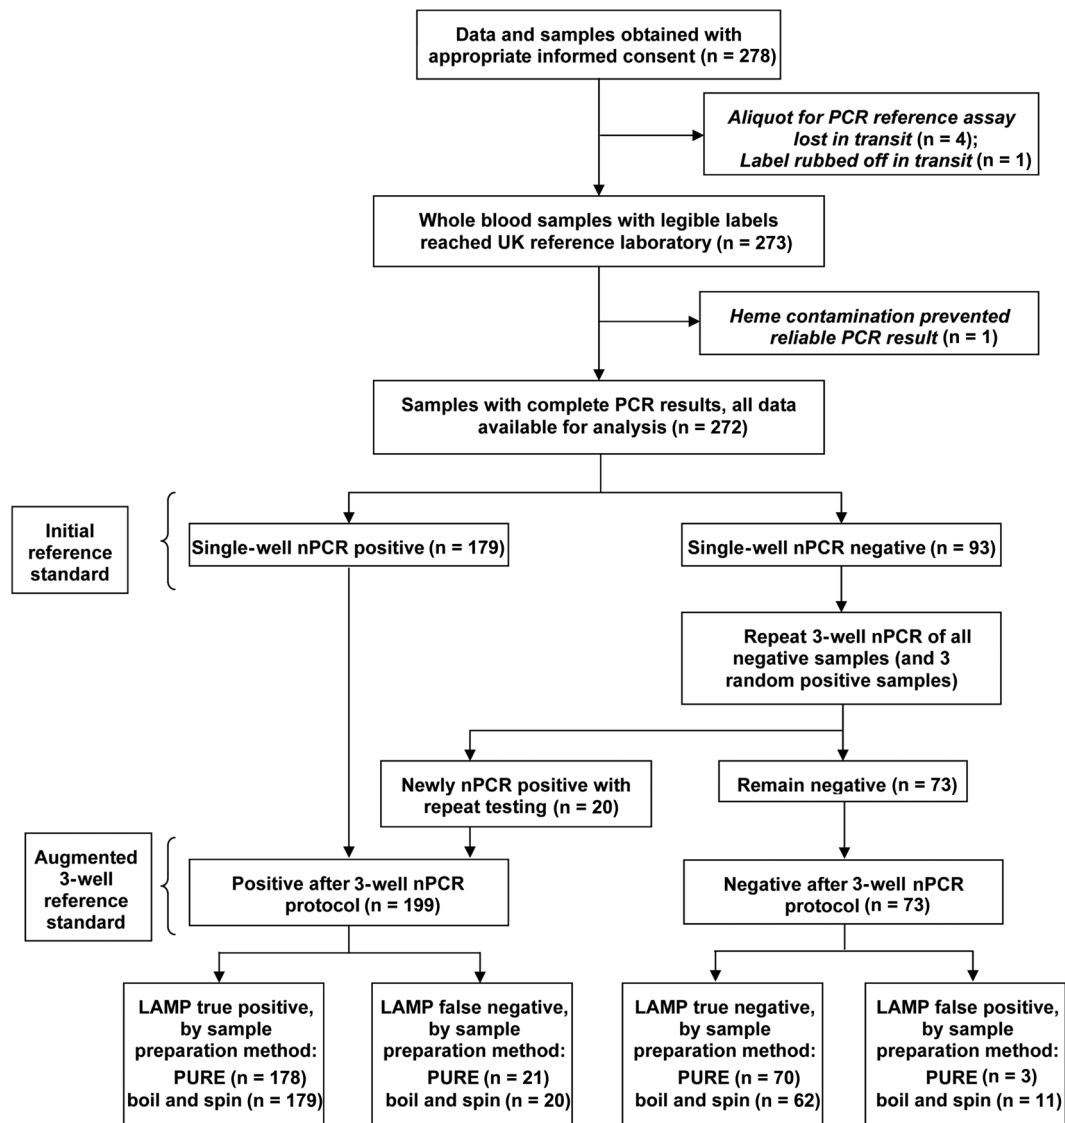 Data and samples obtained with
appropriate informed consent (n = 278)
Aliquot for PCR reference assay
lost in transit (n = 4);
Label rubbed off in transit (n = 1)
Whole blood samples with legible labels
reached UK reference laboratory (n = 273)
Heme contamination prevented
reliable PCR result (n = 1)
Samples with complete PCR results, all data
available for analysis (n = 272)
Initial
reference
standard
Single-well nPCR positive (n = 179)
Single-well nPCR negative (n = 93)
Repeat 3-well nPCR of all
negative samples (and 3
random positive samples)
Newly nPCR positive with
repeat testing (n = 20)
Remain negative (n = 73)
Augmented
3-well
reference
standard
Positive after 3-well nPCR
protocol (n = 199)
Negative after 3-well nPCR
protocol (n = 73)
LAMP true positive,
by sample
preparation method:
PURE (n = 178)
boil and spin (n = 179)
LAMP false negative,
by sample
preparation method:
PURE (n = 21)
boil and spin (n = 20)
LAMP true negative,
by sample
preparation method:
PURE (n = 70)
boil and spin (n = 62)
LAMP false positive,
by sample
preparation method:
PURE (n = 3)
boil and spin (n = 11)